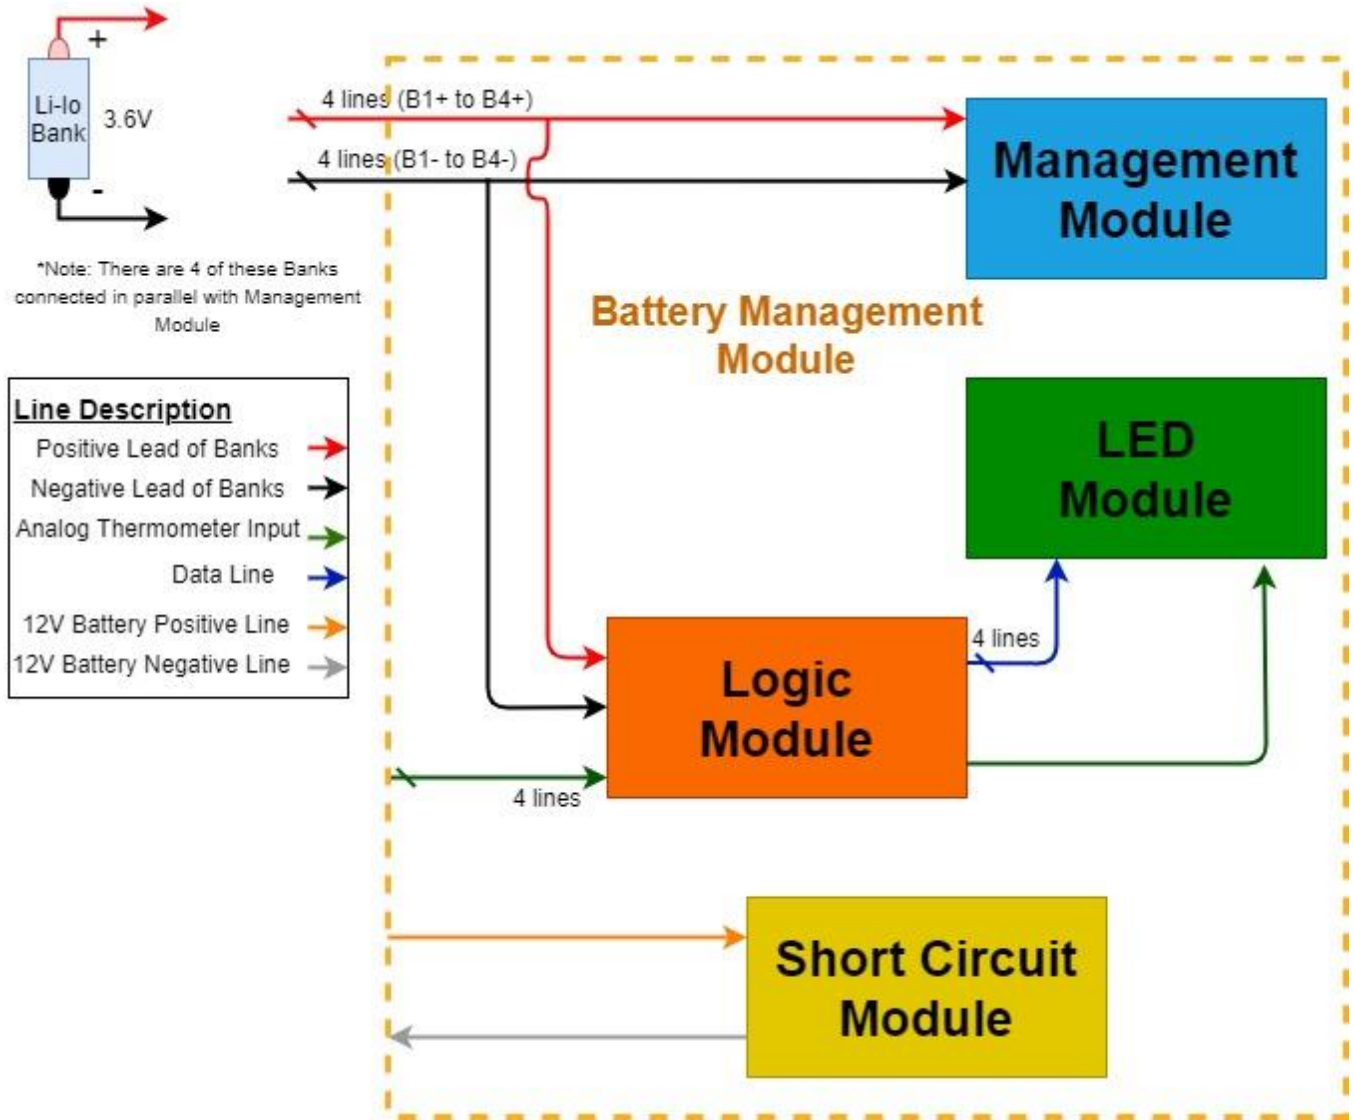 +
Li-Io
Bank
3.6V
-
*Note: There are 4 of these Banks
connected in parallel with Management
Module
4 lines (B1+ to B4+)
4 lines (B1- to B4-)
Management
Module
Battery Management
Module
Line Description
Positive Lead of Banks
Negative Lead of Banks
Analog Thermometer Input
Data Line
12V Battery Positive Line
12V Battery Negative Line
LED
Module
4 lines
Logic
Module
4 lines
Short Circuit
Module